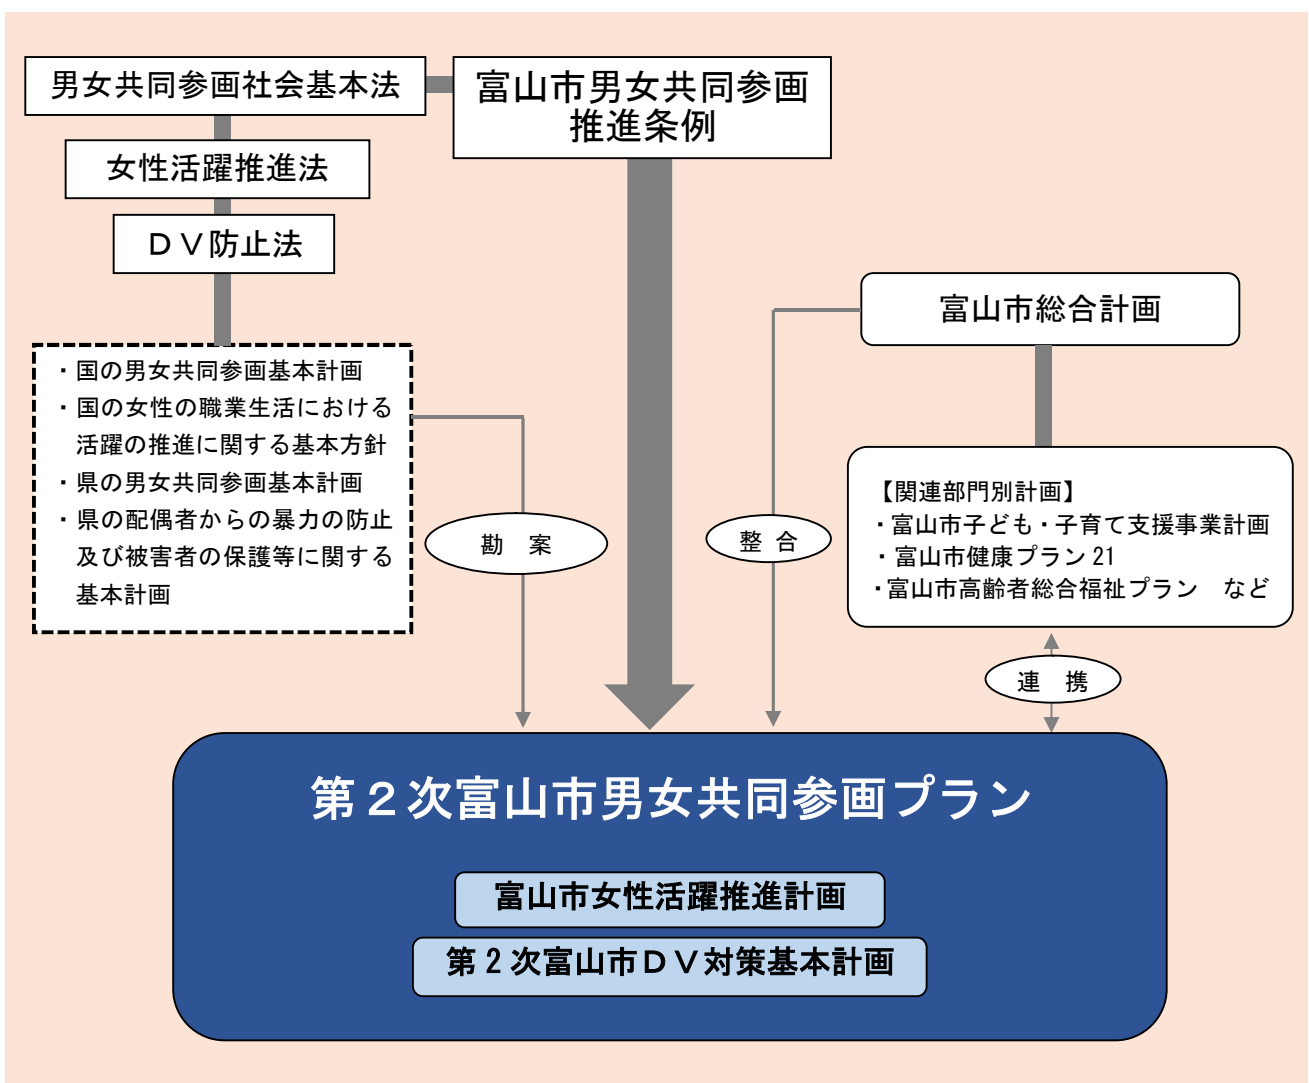 男女共同参画社会基本法
富山市男女共同参画
推進条例
女性活躍推進法
ＤＶ防止法
・国の男女共同参画基本計画
・国の女性の職業生活における
活躍の推進に関する基本方針
・県の男女共同参画基本計画
・県の配偶者からの暴力の防止
及び被害者の保護等に関する
基本計画
勘　案
富山市総合計画
整 合
【関連部門別計画】
・富山市子ども・子育て支援事業計画
・富山市健康プラン 21
・富山市高齢者総合福祉プラン　など
連　携
第２次富山市男女共同参画プラン
富山市女性活躍推進計画
第２次富山市ＤＶ対策基本計画